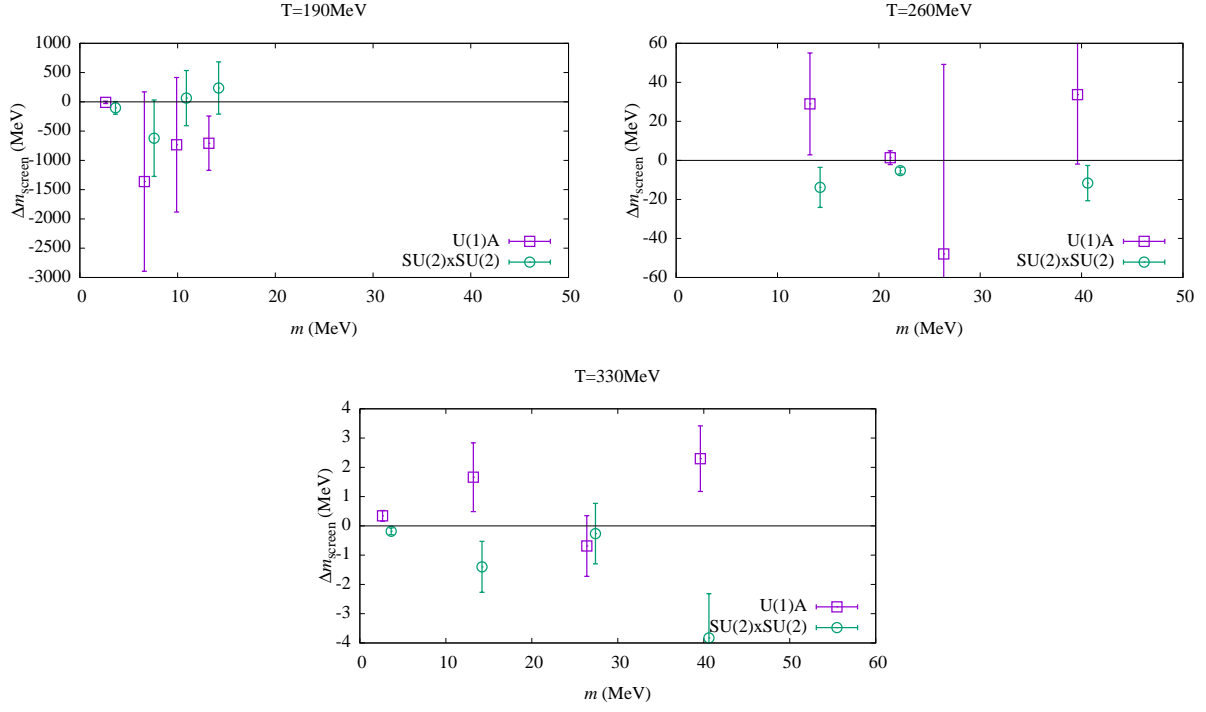 T=190MeV
1000
500
0
-500
-1000
-1500
-2000
-2500
-3000
Δm_screen (MeV)
U(1)A
SU(2)xSU(2)
0 10 20 30 40 50
m (MeV)
T=260MeV
60
40
20
0
-20
-40
-60
Δm_screen (MeV)
U(1)A
SU(2)xSU(2)
0 10 20 30 40 50
m (MeV)
T=330MeV
4
3
2
1
0
-1
-2
-3
-4
Δm_screen (MeV)
U(1)A
SU(2)xSU(2)
0 10 20 30 40 50 60
m (MeV)